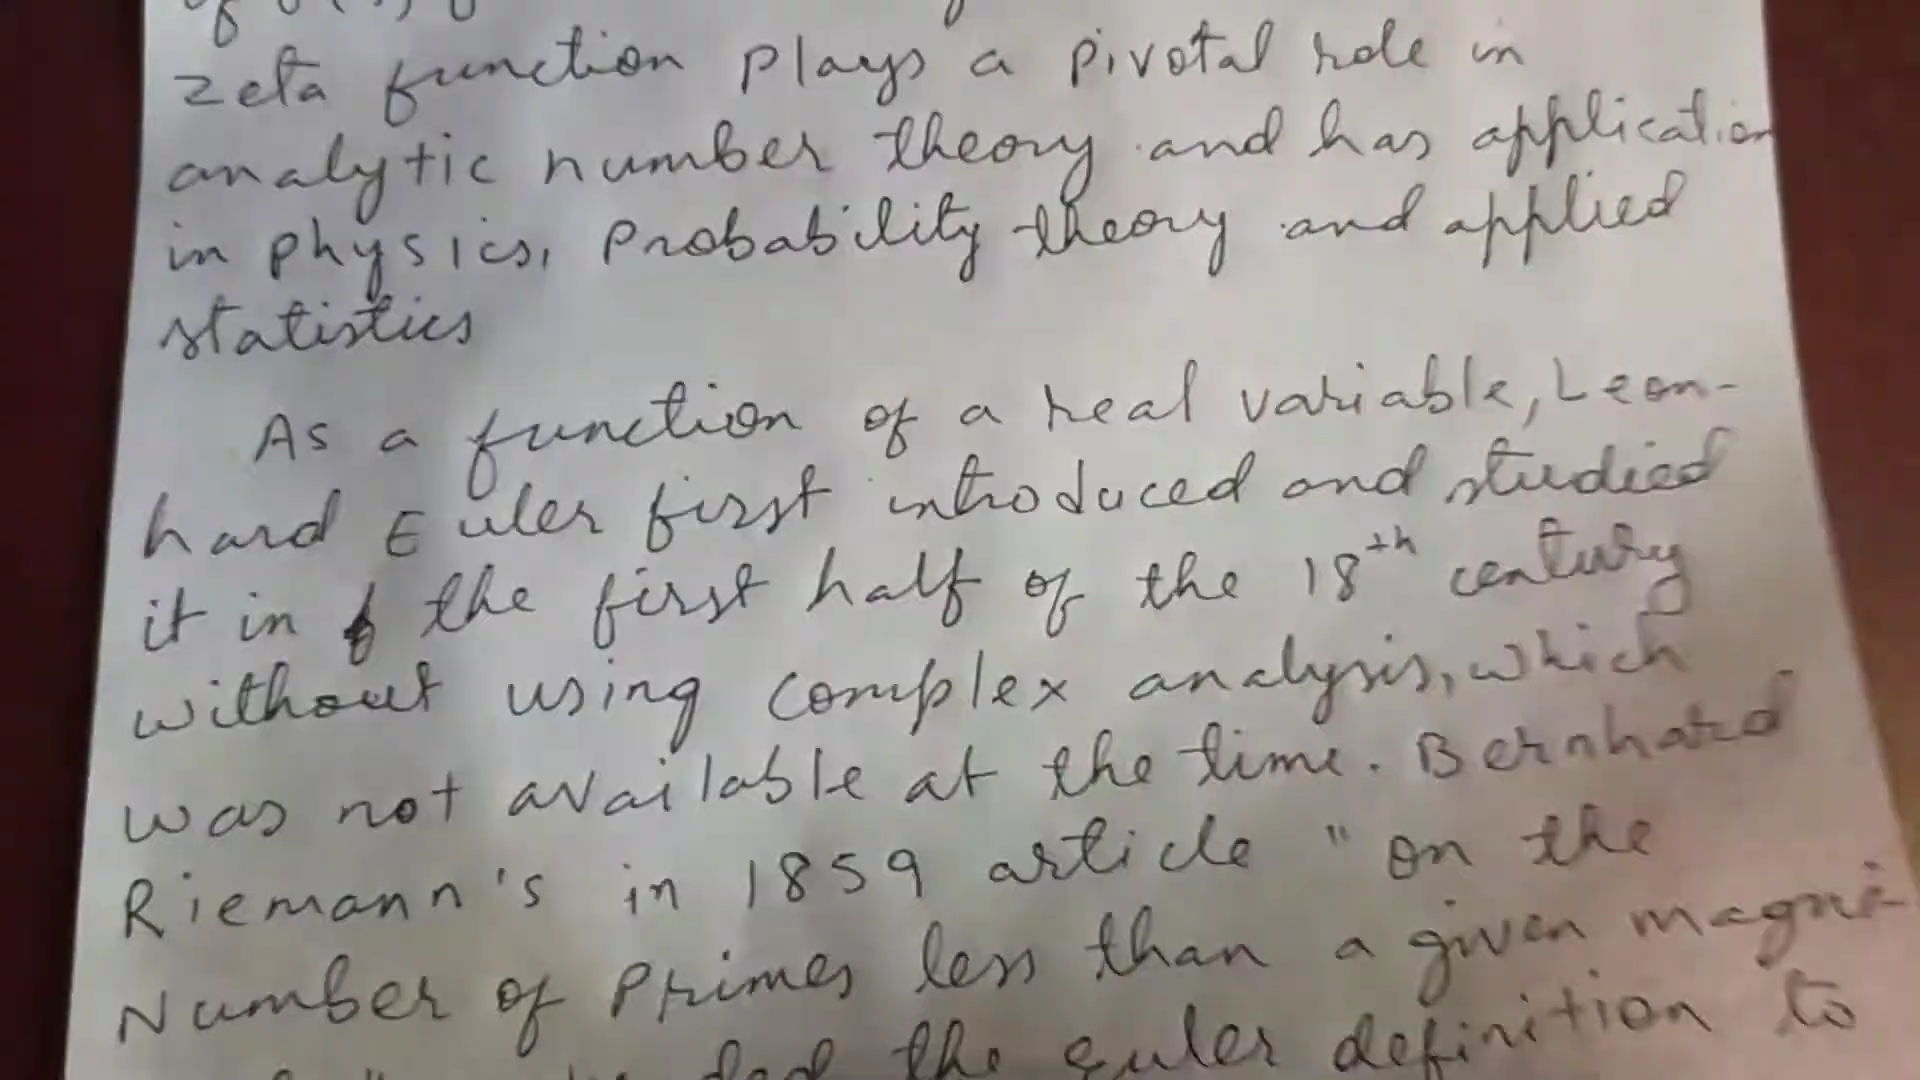 zeta function plays a pivotal role in
analytic number theory and has application
in physics, Probability theory and applied
statistics
As a function of a real variable, Leon-
hard Euler first introduced and studied
it in the first half of the 18th century
without using complex analysis, which
was not available at the time. Bernhard
Riemann's in 1859 article "on the
Number of Primes less than a given magni-
the euler definition to